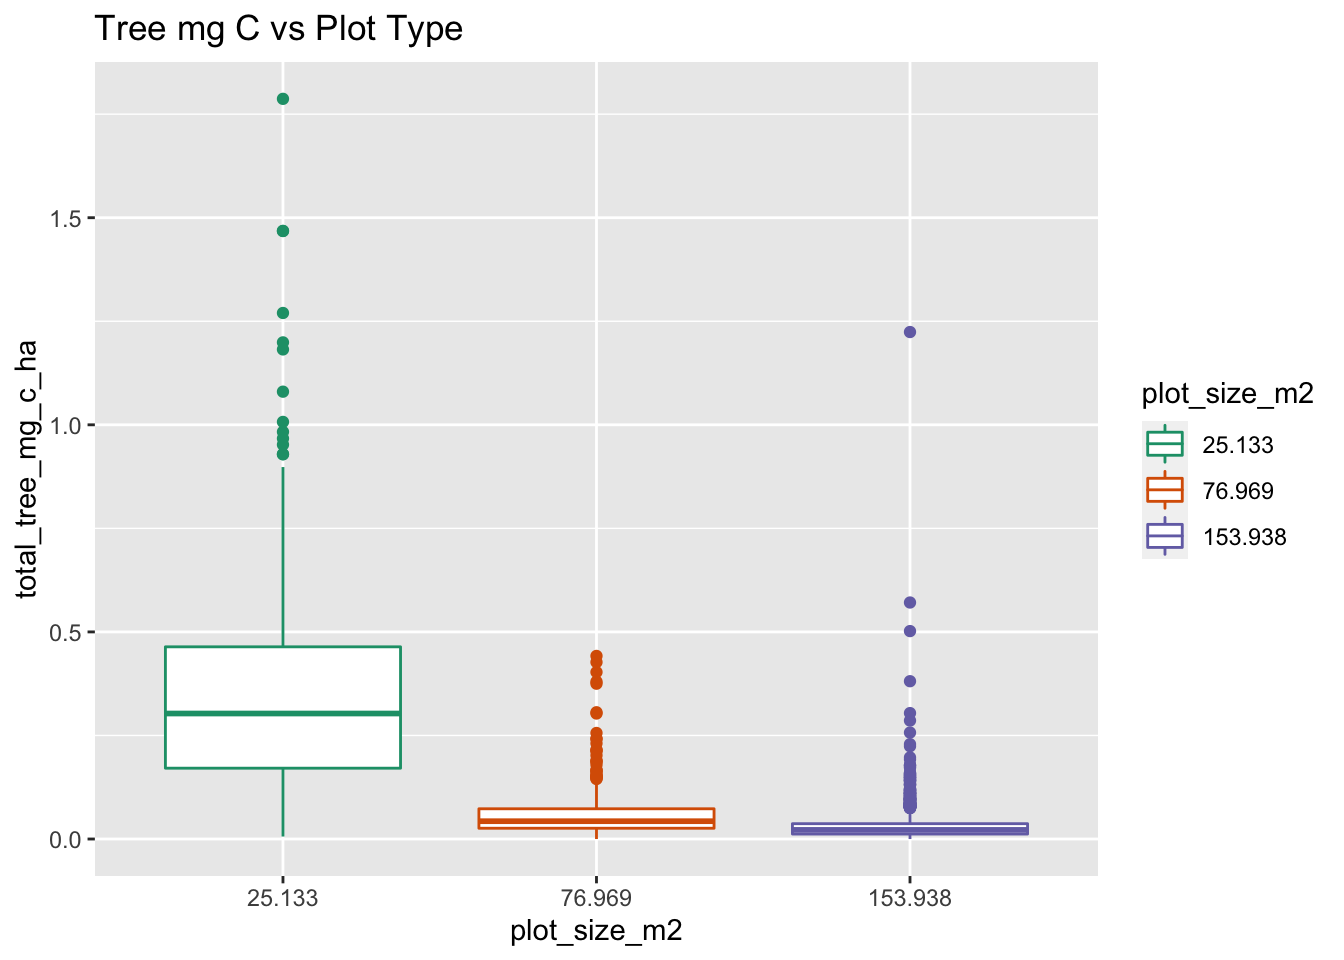 Tree mg C vs Plot Type
total_tree_mg_c_ha
1.5
1.0
0.5
0.0
25.133
76.969
153.938
plot_size_m2
plot_size_m2
25.133
76.969
153.938